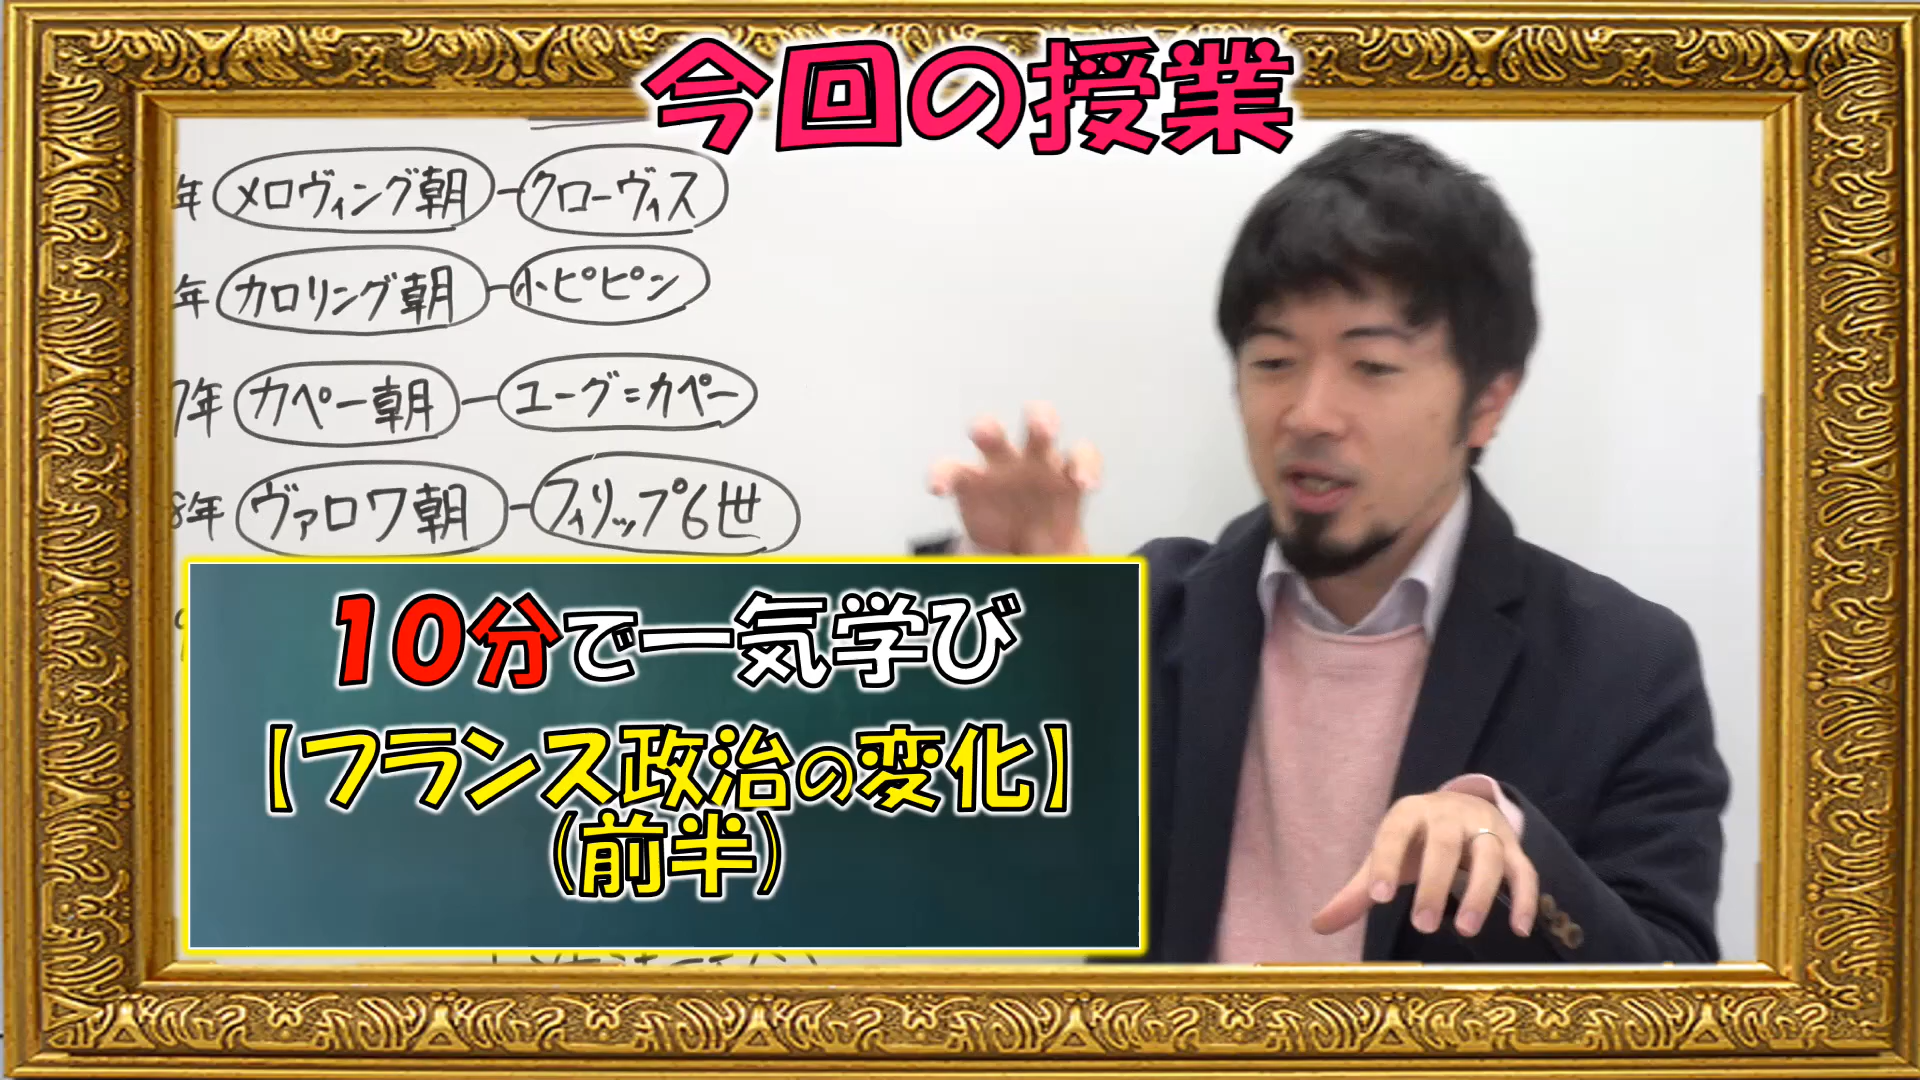 今回の授業
年 メロヴィング朝 - クローヴィス
年 カロリング朝 - 小ピピン
7年 カペー朝 - ユーグ=カペー
8年 ヴァロワ朝 - フィリップ6世
10分で一気学び
【フランス政治の変化】
(前半)